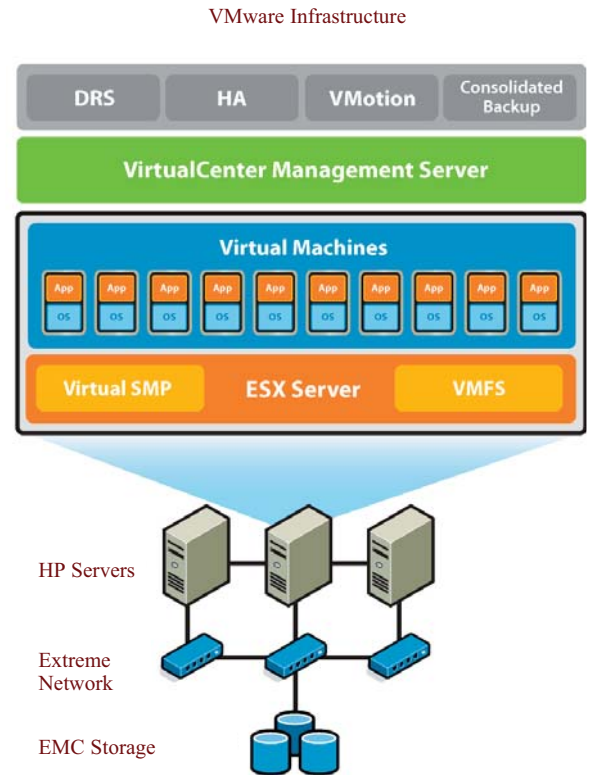 VMware Infrastructure
DRS HA VMotion Consolidated
Backup
VirtualCenter Management Server
Virtual Machines
App App App App App App App App App App
OS OS OS OS OS OS OS OS OS OS
Virtual SMP ESX Server VMFS
HP Servers
Extreme
Network
EMC Storage